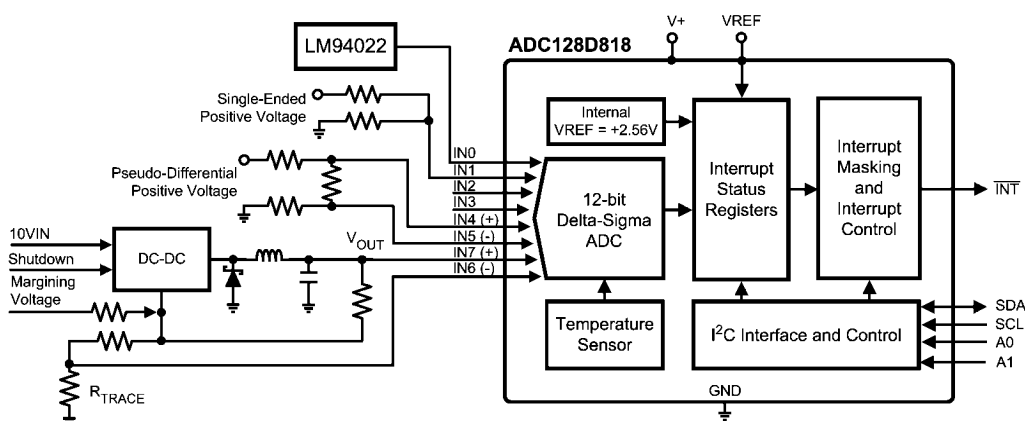 V+
VREF
LM94022
ADC128D818
Single-Ended
Positive Voltage
Internal
VREF = +2.56V
Interrupt
Status
Registers
Interrupt
Masking
and
Interrupt
Control
INT
Pseudo-Differential
Positive Voltage
IN0
IN1
IN2
IN3
IN4 (+)
IN5 (-)
IN7 (+)
IN6 (-)
12-bit
Delta-Sigma
ADC
10VIN
Shutdown
Margining
Voltage
DC-DC
VOUT
Temperature
Sensor
I2C Interface and Control
SDA
SCL
A0
A1
RTRACE
GND